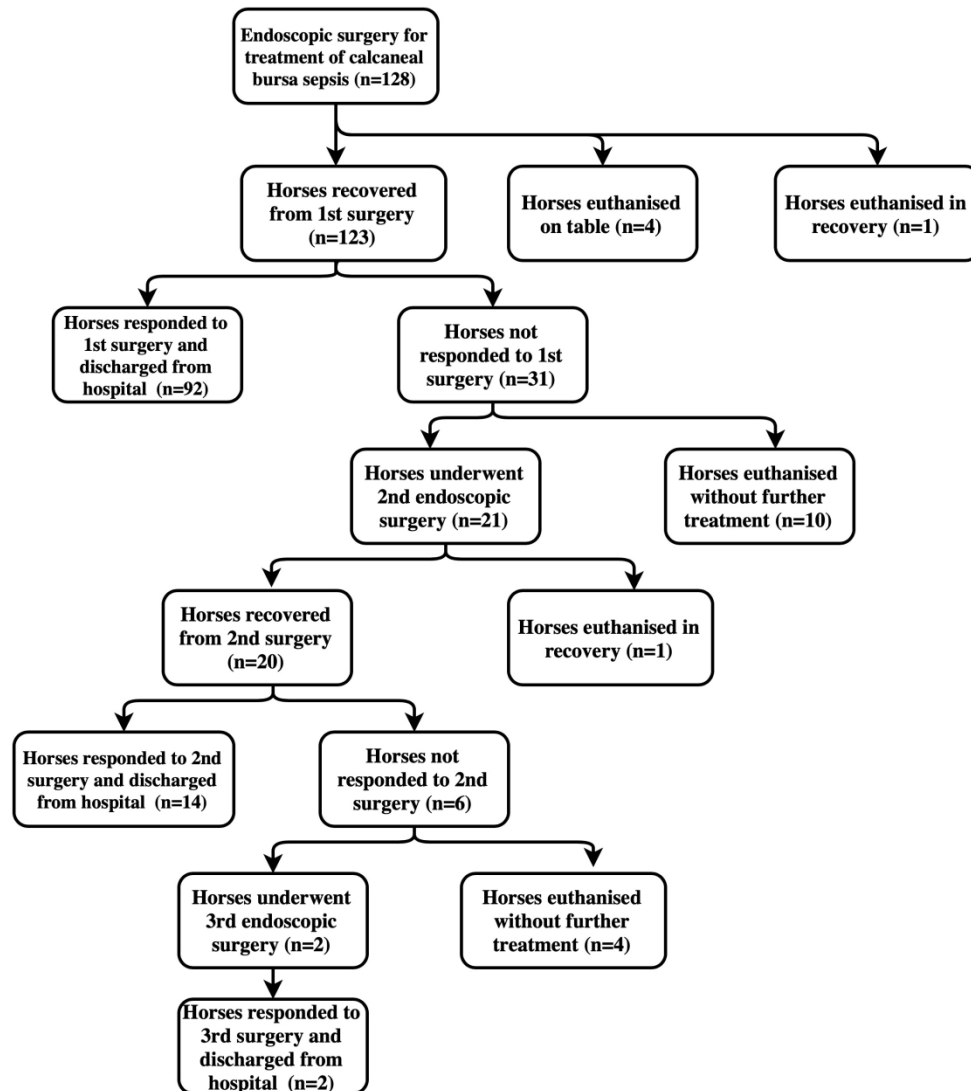 Endoscopic surgery for
treatment of calcaneal
bursa sepsis (n=128)
Horses recovered
from 1st surgery
(n=123)
Horses euthanised
on table (n=4)
Horses euthanised in
recovery (n=1)
Horses responded to
1st surgery and
discharged from
hospital (n=92)
Horses not
responded to 1st
surgery (n=31)
Horses underwent
2nd endoscopic
surgery (n=21)
Horses euthanised
without further
treatment (n=10)
Horses recovered
from 2nd surgery
(n=20)
Horses euthanised in
recovery (n=1)
Horses responded to 2nd
surgery and discharged
from hospital (n=14)
Horses not
responded to 2nd
surgery (n=6)
Horses underwent
3rd endoscopic
surgery (n=2)
Horses euthanised
without further
treatment (n=4)
Horses responded to
3rd surgery and
discharged from
hospital (n=2)